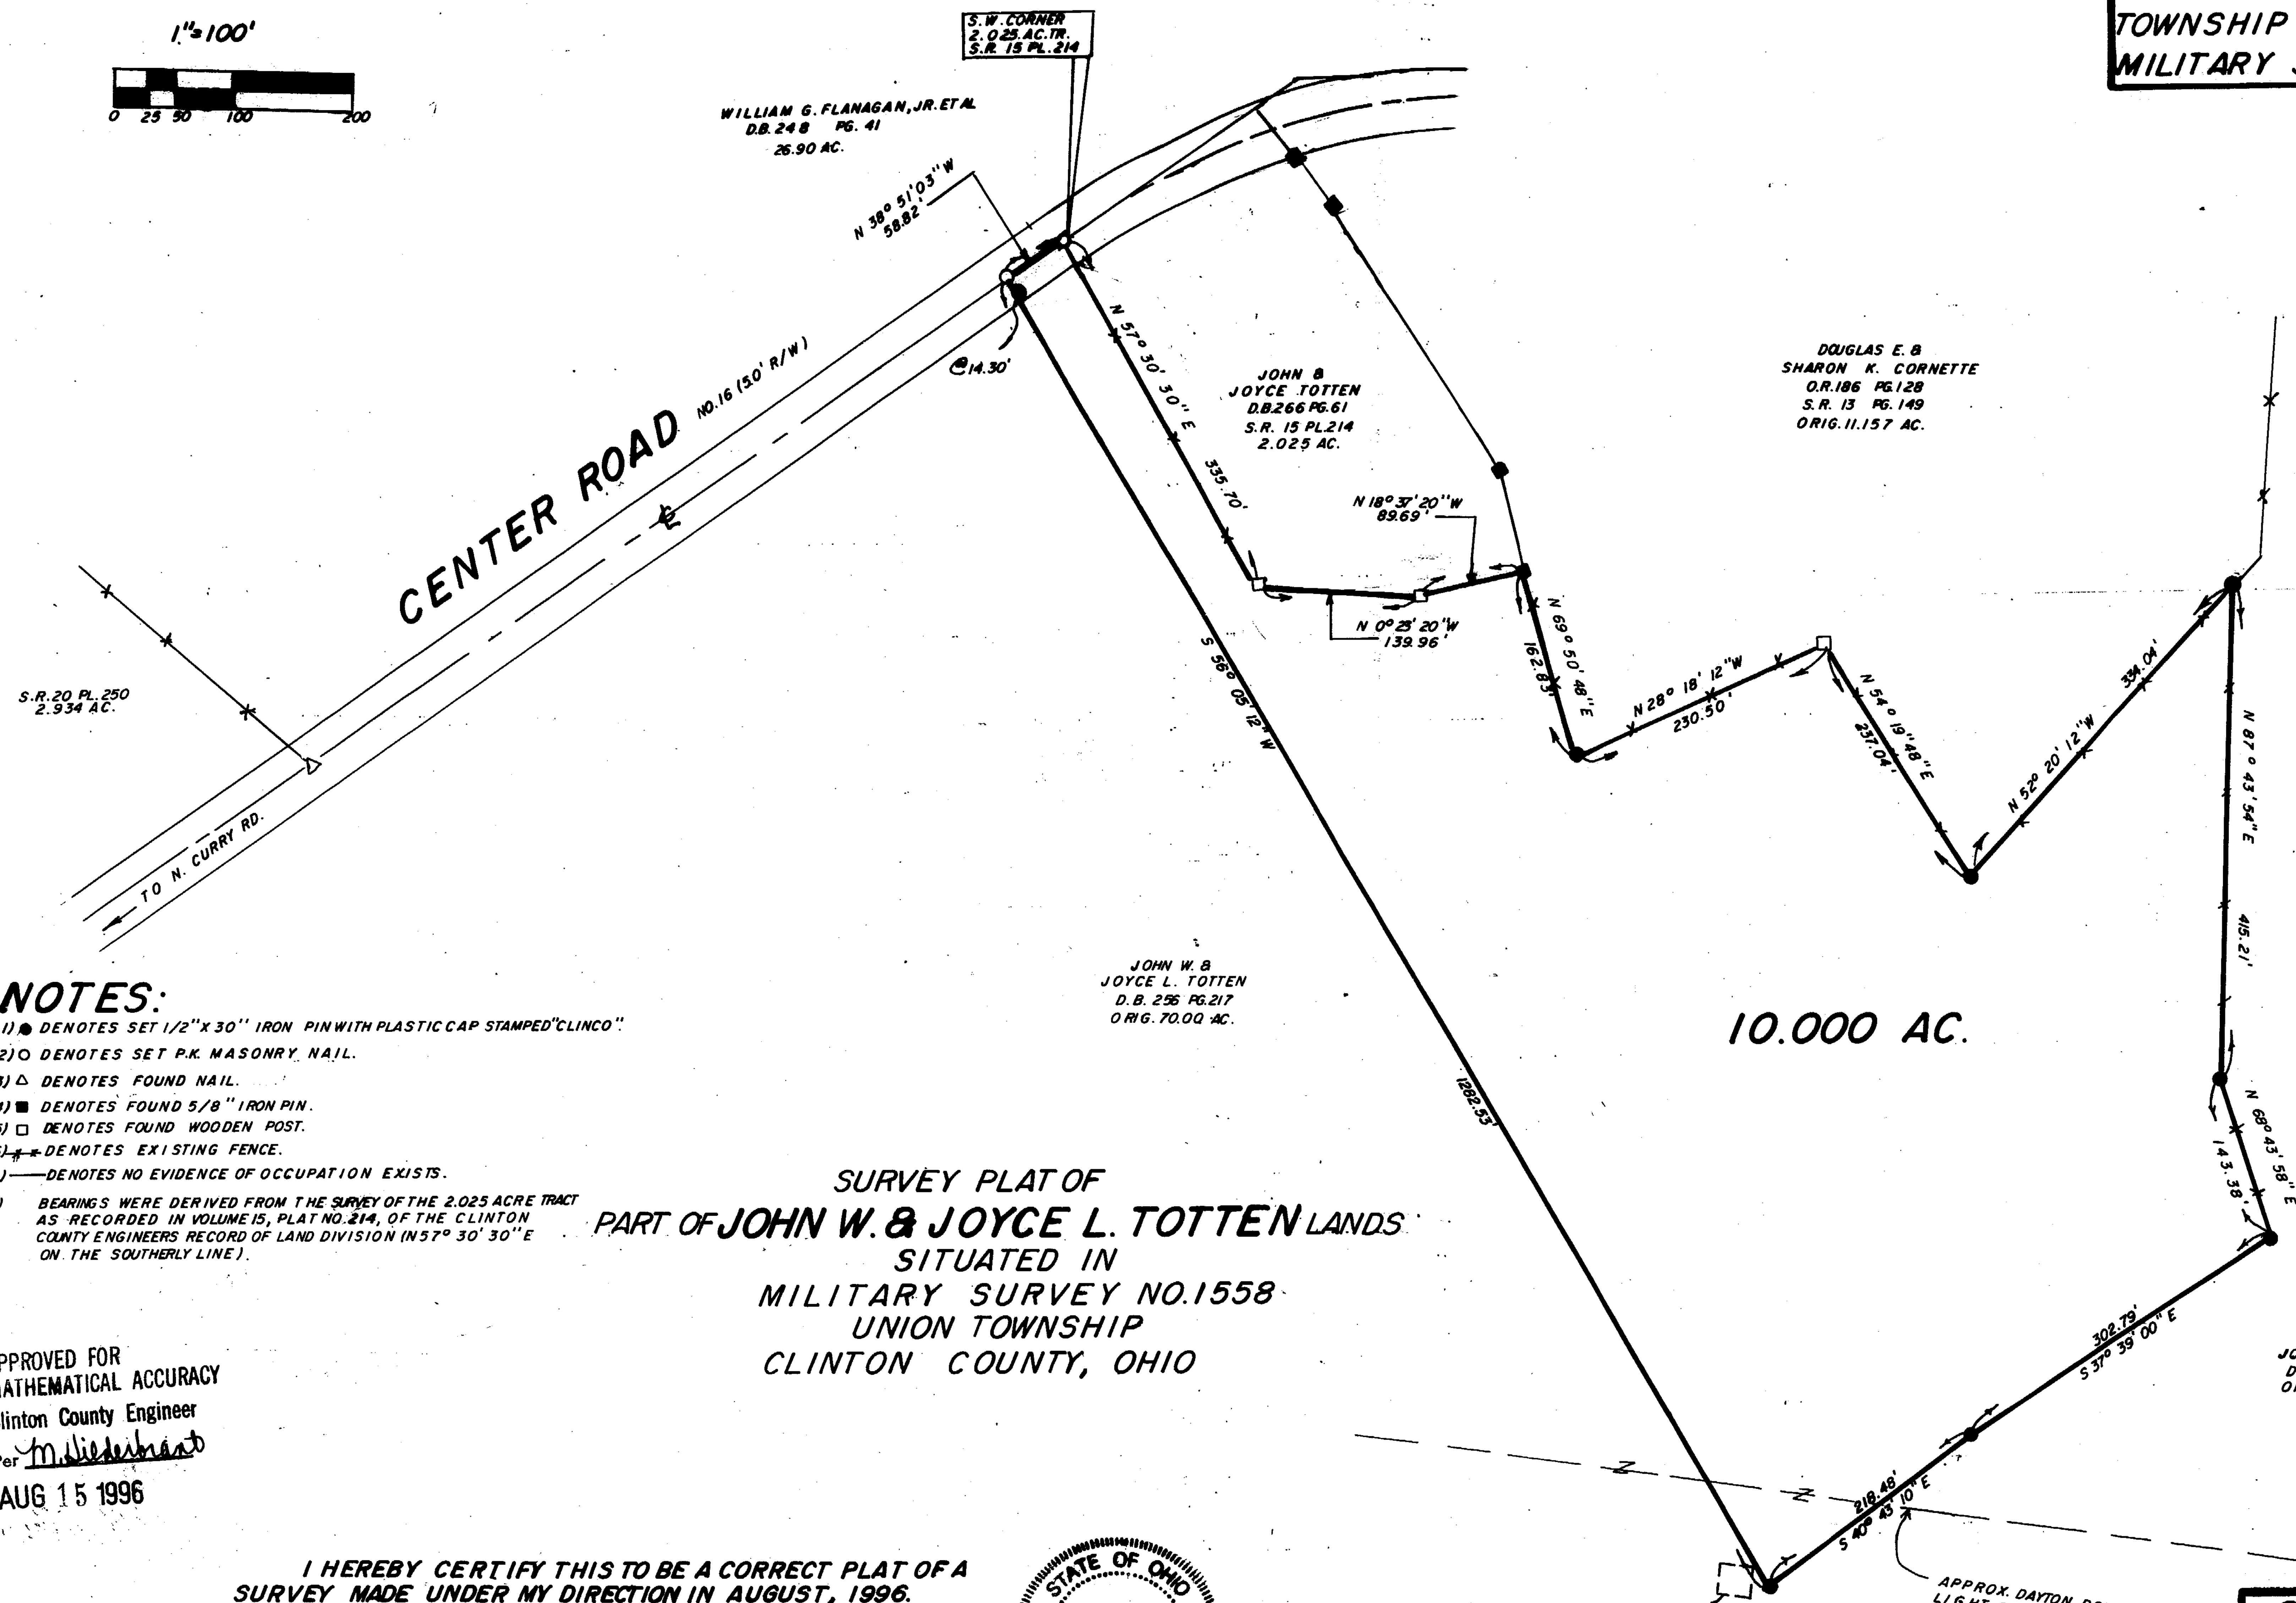 1"=100'
0 25 50 100 200
S.W. CORNER
2.025 AC. TR.
S.R. 15 PL. 214
TOWNSHIP
MILITARY
WILLIAM G. FLANAGAN, JR. ET AL
D.B. 248 PG. 41
26.90 AC.
N 38° 51' 03" W
58.82'
@14.30'
CENTER ROAD NO. 16 (50' R/W)
℄
TO N. CURRY RD.
S.R. 20 PL. 250
2.934 AC.
N 57° 30' 30" E
335.70'
JOHN &
JOYCE TOTTEN
D.B. 266 PG. 61
S.R. 15 PL. 214
2.025 AC.
DOUGLAS E. &
SHARON K. CORNETTE
O.R. 186 PG. 128
S.R. 13 PG. 149
ORIG. 11.157 AC.
N 18° 37' 20" W
89.69'
N 0° 23' 20" W
139.96'
N 69° 50' 48" E
162.83'
N 28° 18' 12" W
230.50'
N 54° 19' 48" E
237.04'
N 52° 20' 12" W
334.04'
N 87° 43' 54" E
415.21'
N 68° 43' 58" E
143.38'
302.79'
S 37° 39' 00" E
218.48'
S 40° 43' 10" E
S 56° 05' 12" W
1282.53'
JOHN W. &
JOYCE L. TOTTEN
D.B. 256 PG. 217
ORIG. 70.00 AC.
10.000 AC.
NOTES:
1) ● DENOTES SET 1/2" X 30" IRON PIN WITH PLASTIC CAP STAMPED "CLINCO".
2) ○ DENOTES SET P.K. MASONRY NAIL.
) △ DENOTES FOUND NAIL.
) ■ DENOTES FOUND 5/8" IRON PIN.
) □ DENOTES FOUND WOODEN POST.
DENOTES EXISTING FENCE.
) DENOTES NO EVIDENCE OF OCCUPATION EXISTS.
) BEARINGS WERE DERIVED FROM THE SURVEY OF THE 2.025 ACRE TRACT
AS RECORDED IN VOLUME 15, PLAT NO. 214, OF THE CLINTON
COUNTY ENGINEERS RECORD OF LAND DIVISION (N 57° 30' 30" E
ON THE SOUTHERLY LINE).
SURVEY PLAT OF
PART OF JOHN W. & JOYCE L. TOTTEN LANDS
SITUATED IN
MILITARY SURVEY NO. 1558
UNION TOWNSHIP
CLINTON COUNTY, OHIO
PPROVED FOR
MATHEMATICAL ACCURACY
linton County Engineer
Per
AUG 15 1996
I HEREBY CERTIFY THIS TO BE A CORRECT PLAT OF A
SURVEY MADE UNDER MY DIRECTION IN AUGUST, 1996.
STATE OF OHIO
APPROX. DAYTON